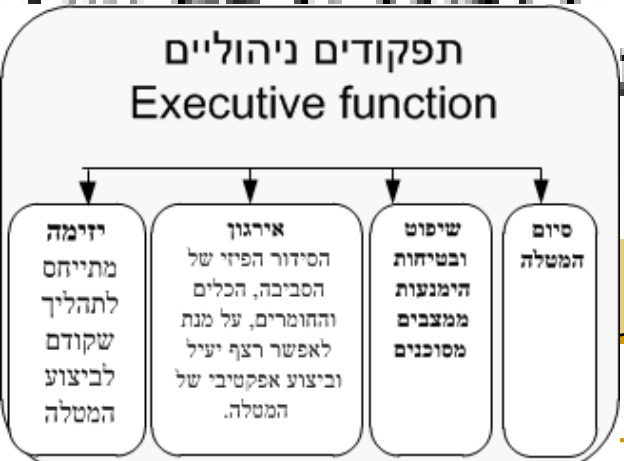 תפקודים ניהוליים
Executive function
סיום
המטלה
שיפוט
ובטיחות
הימנעות
ממצבים
מסוכנים
אירגון
הסידור הפיזי של
הסביבה, הכלים
והחומרים, על מנת
לאפשר רצף יעיל
וביצוע אפקטיבי של
המטלה.
יזימה
מתייחס
לתהליך
שקודם
לביצוע
המטלה